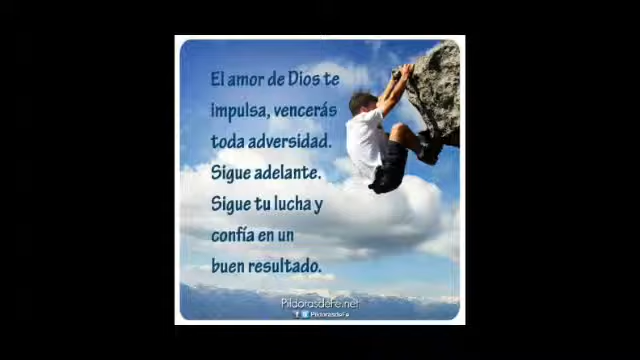 El amor de Dios te
impulsa, vencerás
toda adversidad.
Sigue adelante.
Sigue tu lucha y
confía en un
buen resultado.
PildorasdeFe.net
PildorasdeFe